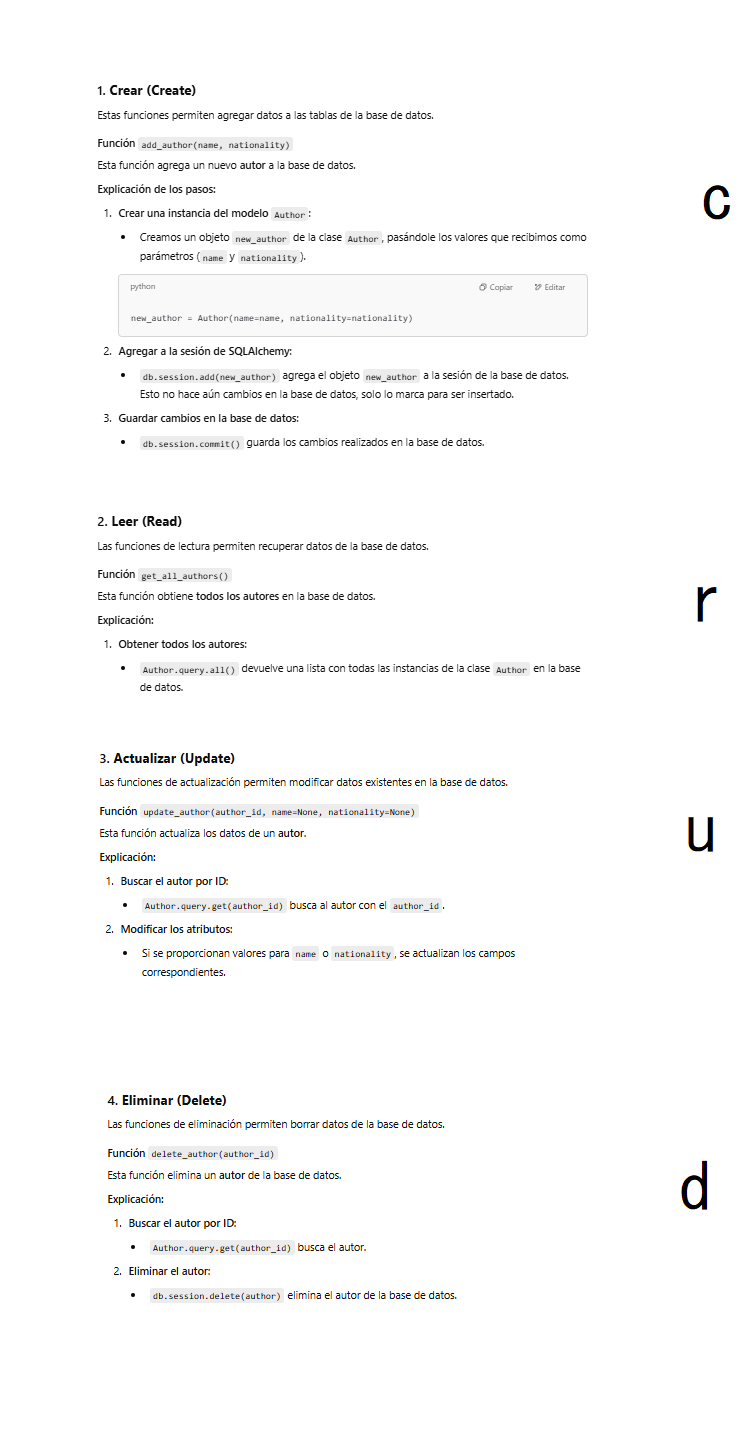 1. Crear (Create)
Estas funciones permiten agregar datos a las tablas de la base de datos.
Función add_author(name, nationality)
Esta función agrega un nuevo autor a la base de datos.
Explicación de los pasos:
c
1. Crear una instancia del modelo Author:
• Creamos un objeto new_author de la clase Author, pasándole los valores que recibimos como
parámetros (name y nationality).
python Copiar Editar
new_author = Author(name=name, nationality=nationality)
2. Agregar a la sesión de SQLAlchemy:
• db.session.add(new_author) agrega el objeto new_author a la sesión de la base de datos.
Esto no hace aún cambios en la base de datos, solo lo marca para ser insertado.
3. Guardar cambios en la base de datos:
• db.session.commit() guarda los cambios realizados en la base de datos.
2. Leer (Read)
Las funciones de lectura permiten recuperar datos de la base de datos.
Función get_all_authors()
Esta función obtiene todos los autores en la base de datos.
r
Explicación:
1. Obtener todos los autores:
• Author.query.all() devuelve una lista con todas las instancias de la clase Author en la base
de datos.
3. Actualizar (Update)
Las funciones de actualización permiten modificar datos existentes en la base de datos.
Función update_author(author_id, name=None, nationality=None)
Esta función actualiza los datos de un autor.
u
Explicación:
1. Buscar el autor por ID:
• Author.query.get(author_id) busca al autor con el author_id.
2. Modificar los atributos:
• Si se proporcionan valores para name o nationality, se actualizan los campos
correspondientes.
4. Eliminar (Delete)
Las funciones de eliminación permiten borrar datos de la base de datos.
Función delete_author(author_id)
Esta función elimina un autor de la base de datos.
d
Explicación:
1. Buscar el autor por ID:
• Author.query.get(author_id) busca el autor.
2. Eliminar el autor:
• db.session.delete(author) elimina el autor de la base de datos.